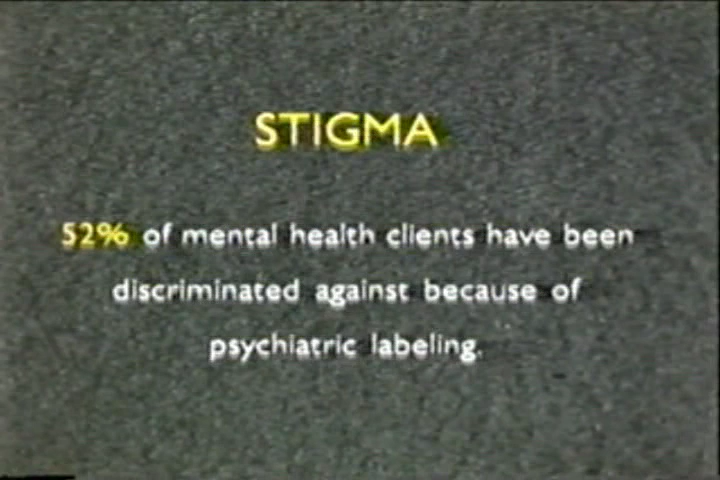 STIGMA
52% of mental health clients have been
discriminated against because of
psychiatric labeling.